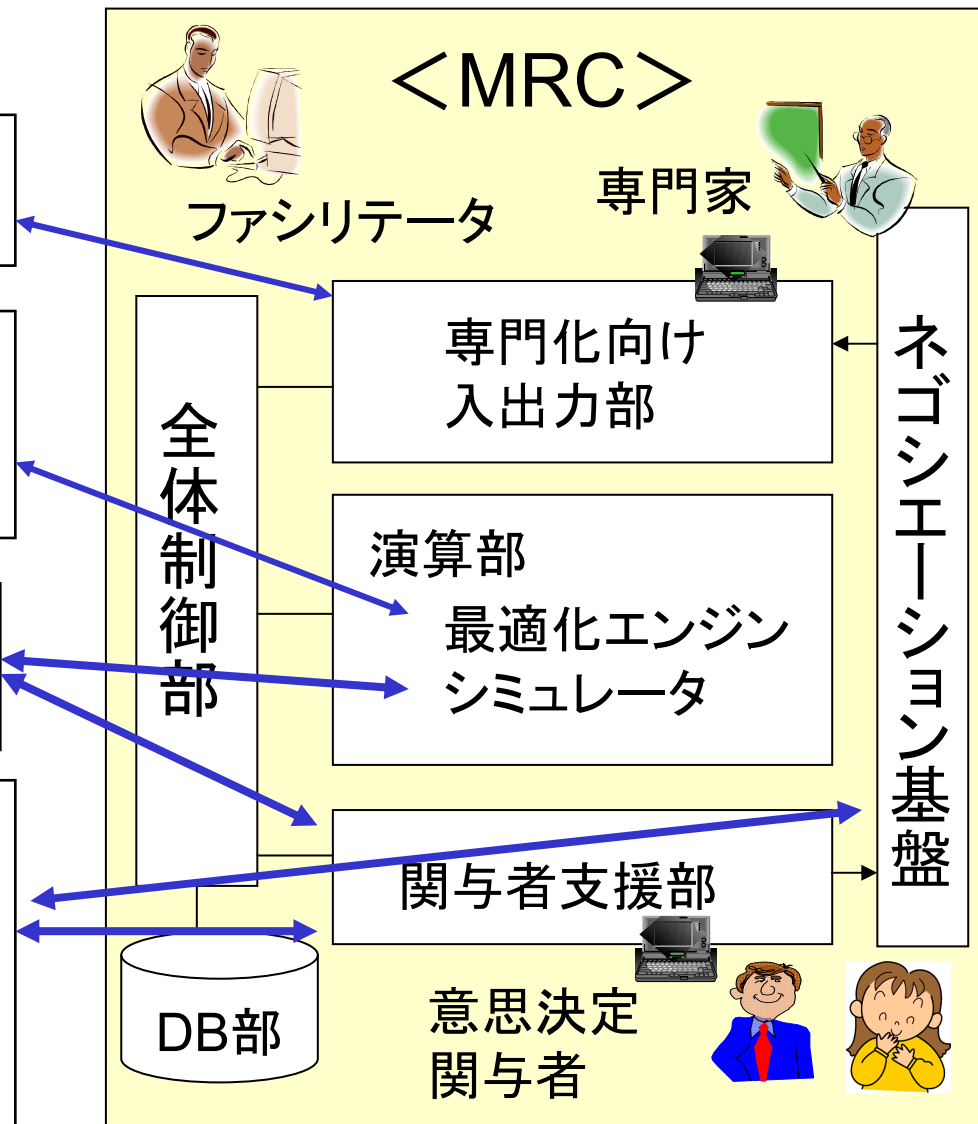 ＜MRC＞
専門家
ファシリテータ
専門化向け
入出力部
全体制御部
演算部
最適化エンジン
シミュレータ
ネゴシエーション基盤
関与者支援部
DB部
意思決定
関与者